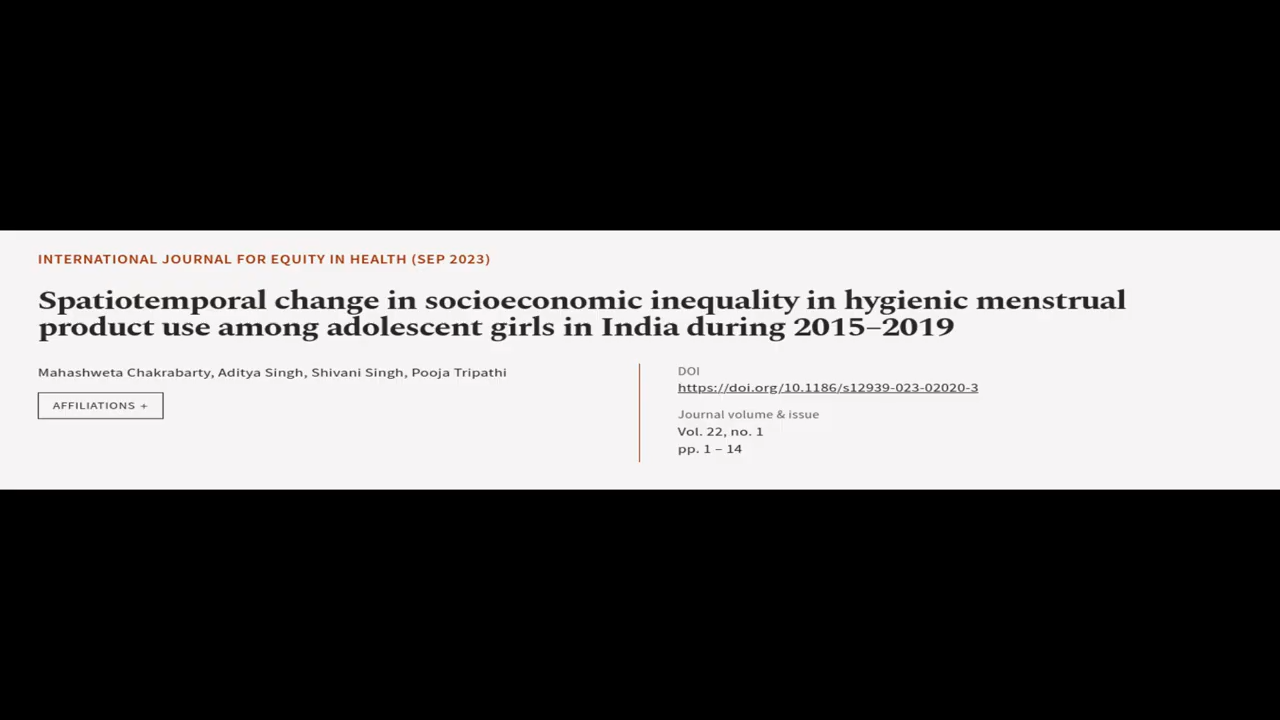 INTERNATIONAL JOURNAL FOR EQUITY IN HEALTH (SEP 2023)
Spatiotemporal change in socioeconomic inequality in hygienic menstrual
product use among adolescent girls in India during 2015–2019
Mahashweta Chakrabarty, Aditya Singh, Shivani Singh, Pooja Tripathi
AFFILIATIONS +
DOI
https://doi.org/10.1186/s12939-023-02020-3
Journal volume & issue
Vol. 22, no. 1
pp. 1 – 14